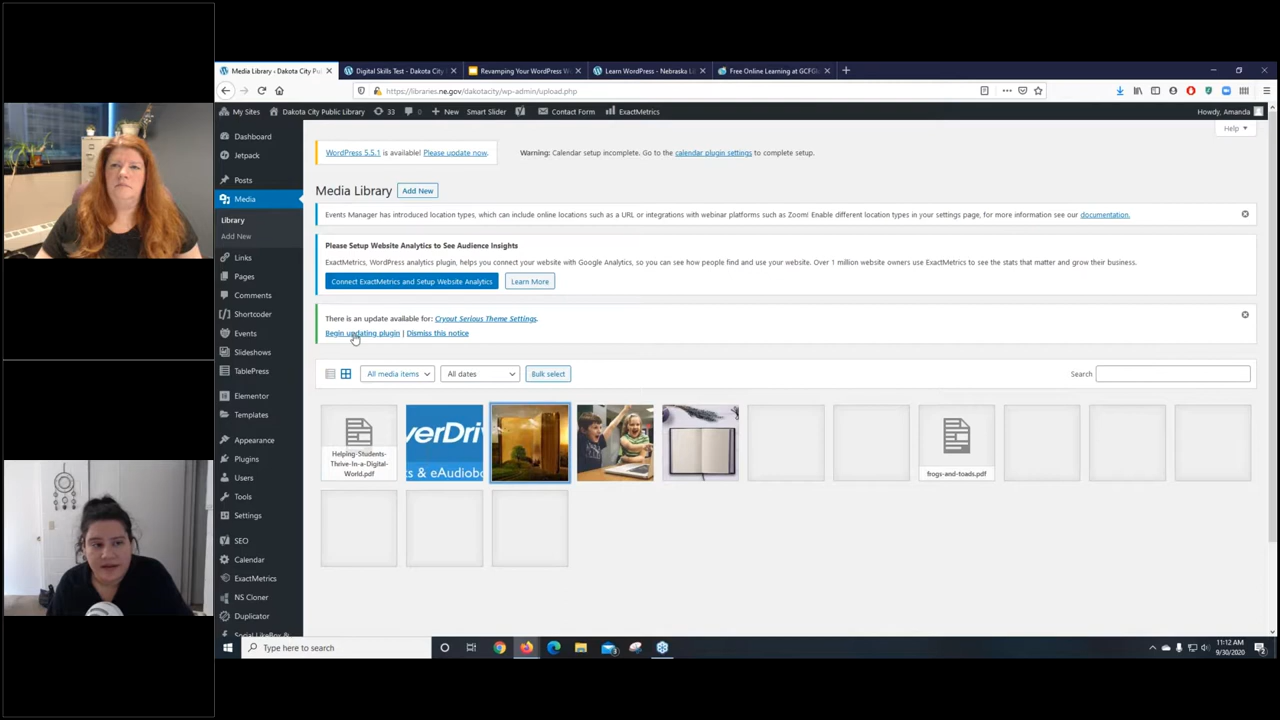 Media Library ‹ Dakota City Pu
Digital Skills Test - Dakota City
Revamping Your WordPress W
Learn WordPress - Nebraska Li
Free Online Learning at GCFGl
https://libraries.ne.gov/dakotacity/wp-admin/upload.php
My Sites
Dakota City Public Library
33
0
New
Smart Slider
Contact Form
ExactMetrics
Howdy, Amanda
Help
Dashboard
Jetpack
Posts
Media
Library
Add New
Links
Pages
Comments
Shortcoder
Events
Slideshows
TablePress
Elementor
Templates
Appearance
Plugins
Users
Tools
Settings
SEO
Calendar
ExactMetrics
NS Cloner
Duplicator
Social LikeBox &
WordPress 5.5.1 is available! Please update now.
Warning: Calendar setup incomplete. Go to the calendar plugin settings to complete setup.
Media Library
Add New
Events Manager has introduced location types, which can include online locations such as a URL or integrations with webinar platforms such as Zoom! Enable different location types in your settings page, for more information see our documentation.
Please Setup Website Analytics to See Audience Insights
ExactMetrics, WordPress analytics plugin, helps you connect your website with Google Analytics, so you can see how people find and use your website. Over 1 million website owners use ExactMetrics to see the stats that matter and grow their business.
Connect ExactMetrics and Setup Website Analytics
Learn More
There is an update available for: Cryout Serious Theme Settings.
Begin updating plugin | Dismiss this notice
All media items
All dates
Bulk select
Search
Helping-Students-
Thrive-In-a-Digital-
World.pdf
verDri
s & eAudiobo
frogs-and-toads.pdf
Type here to search
11:12 AM
9/30/2020